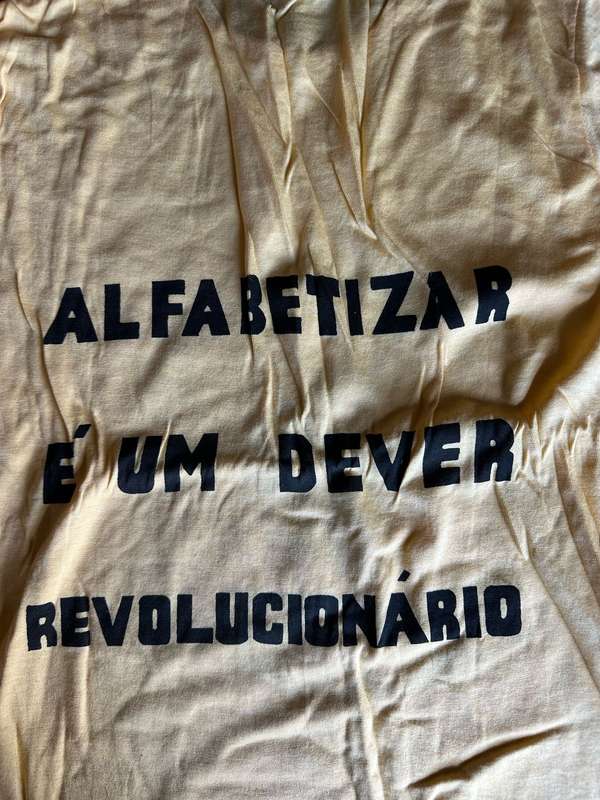 ALFABETIZAR
É UM DEVER
REVOLUCIONÁRIO